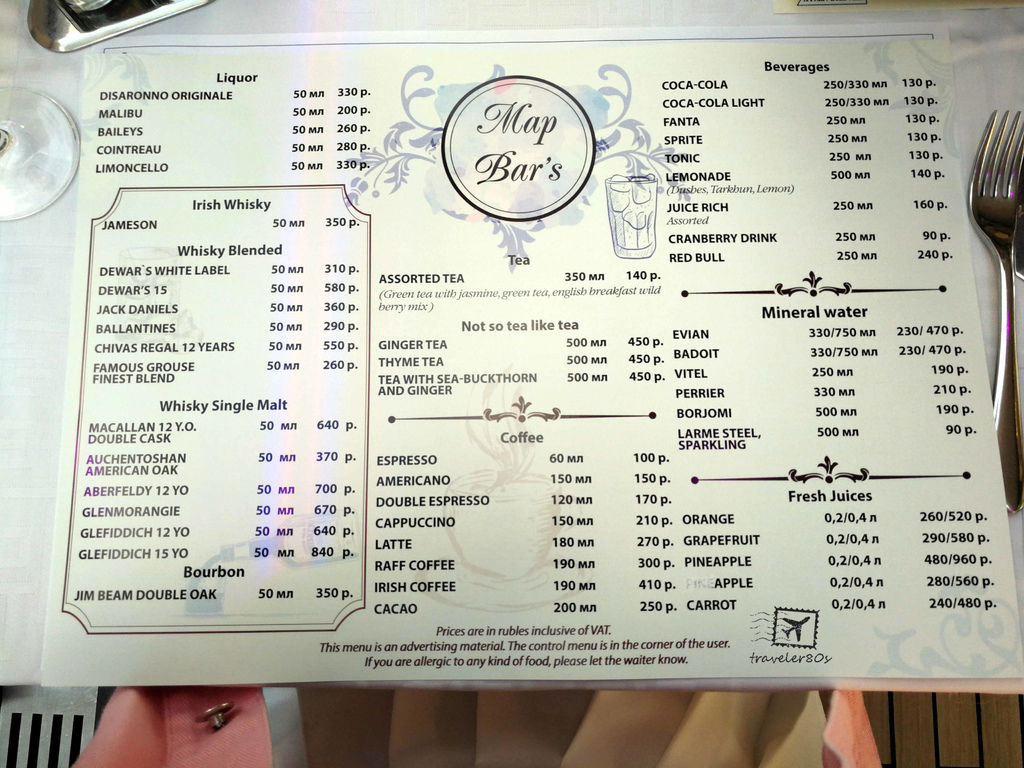 Map
Bar's
Liquor
DISARONNO ORIGINALE 50 мл 330 р.
MALIBU 50 мл 200 р.
BAILEYS 50 мл 260 р.
COINTREAU 50 мл 280 р.
LIMONCELLO 50 мл 330 р.
Irish Whisky
JAMESON 50 мл 350 р.
Whisky Blended
DEWAR`S WHITE LABEL 50 мл 310 р.
DEWAR'S 15 50 мл 580 р.
JACK DANIELS 50 мл 360 р.
BALLANTINES 50 мл 290 р.
CHIVAS REGAL 12 YEARS 50 мл 550 р.
FAMOUS GROUSE 50 мл 260 р.
FINEST BLEND
Whisky Single Malt
MACALLAN 12 Y.O. 50 мл 640 р.
DOUBLE CASK
AUCHENTOSHAN 50 мл 370 р.
AMERICAN OAK
ABERFELDY 12 YO 50 мл 700 р.
GLENMORANGIE 50 мл 670 р.
GLEFIDDICH 12 YO 50 мл 640 р.
GLEFIDDICH 15 YO 50 мл 840 р.
Bourbon
JIM BEAM DOUBLE OAK 50 мл 350 р.
Tea
ASSORTED TEA 350 мл 140 р.
(Green tea with jasmine, green tea, english breakfast wild
berry mix )
Not so tea like tea
GINGER TEA 500 мл 450 р.
THYME TEA 500 мл 450 р.
TEA WITH SEA-BUCKTHORN 500 мл 450 р.
AND GINGER
Coffee
ESPRESSO 60 мл 100 р.
AMERICANO 150 мл 150 р.
DOUBLE ESPRESSO 120 мл 170 р.
CAPPUCCINO 150 мл 210 р.
LATTE 180 мл 270 р.
RAFF COFFEE 190 мл 300 р.
IRISH COFFEE 190 мл 410 р.
CACAO 200 мл 250 р.
Beverages
COCA-COLA 250/330 мл 130 р.
COCA-COLA LIGHT 250/330 мл 130 р.
FANTA 250 мл 130 р.
SPRITE 250 мл 130 р.
TONIC 250 мл 130 р.
LEMONADE 500 мл 140 р.
(Dushes, Tarkhun, Lemon)
JUICE RICH 250 мл 160 р.
Assorted
CRANBERRY DRINK 250 мл 90 р.
RED BULL 250 мл 240 р.
Mineral water
EVIAN 330/750 мл 230/ 470 р.
BADOIT 330/750 мл 230/ 470 р.
VITEL 250 мл 190 р.
PERRIER 330 мл 210 р.
BORJOMI 500 мл 190 р.
LARME STEEL, 500 мл 90 р.
SPARKLING
Fresh Juices
ORANGE 0,2/0,4 л 260/520 р.
GRAPEFRUIT 0,2/0,4 л 290/580 р.
PINEAPPLE 0,2/0,4 л 480/960 р.
APPLE 0,2/0,4 л 280/560 р.
CARROT 0,2/0,4 л 240/480 р.
Prices are in rubles inclusive of VAT.
This menu is an advertising material. The control menu is in the corner of the user.
If you are allergic to any kind of food, please let the waiter know.
traveler80s